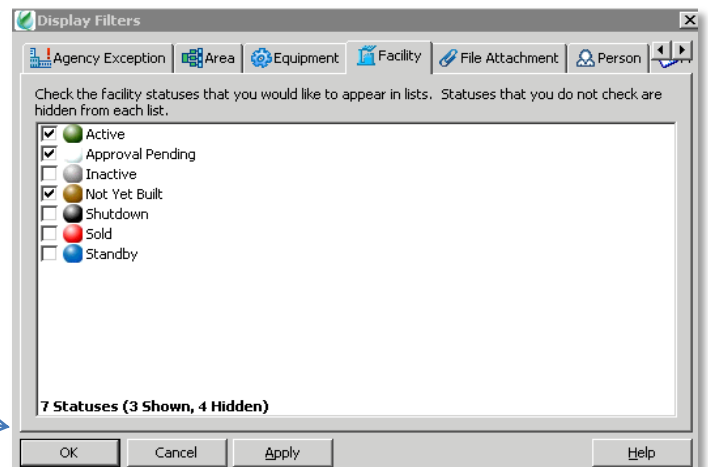 Display Filters
Agency Exception Area Equipment Facility File Attachment Person
Check the facility statuses that you would like to appear in lists. Statuses that you do not check are
hidden from each list.
Active
Approval Pending
Inactive
Not Yet Built
Shutdown
Sold
Standby
7 Statuses (3 Shown, 4 Hidden)
OK Cancel Apply Help